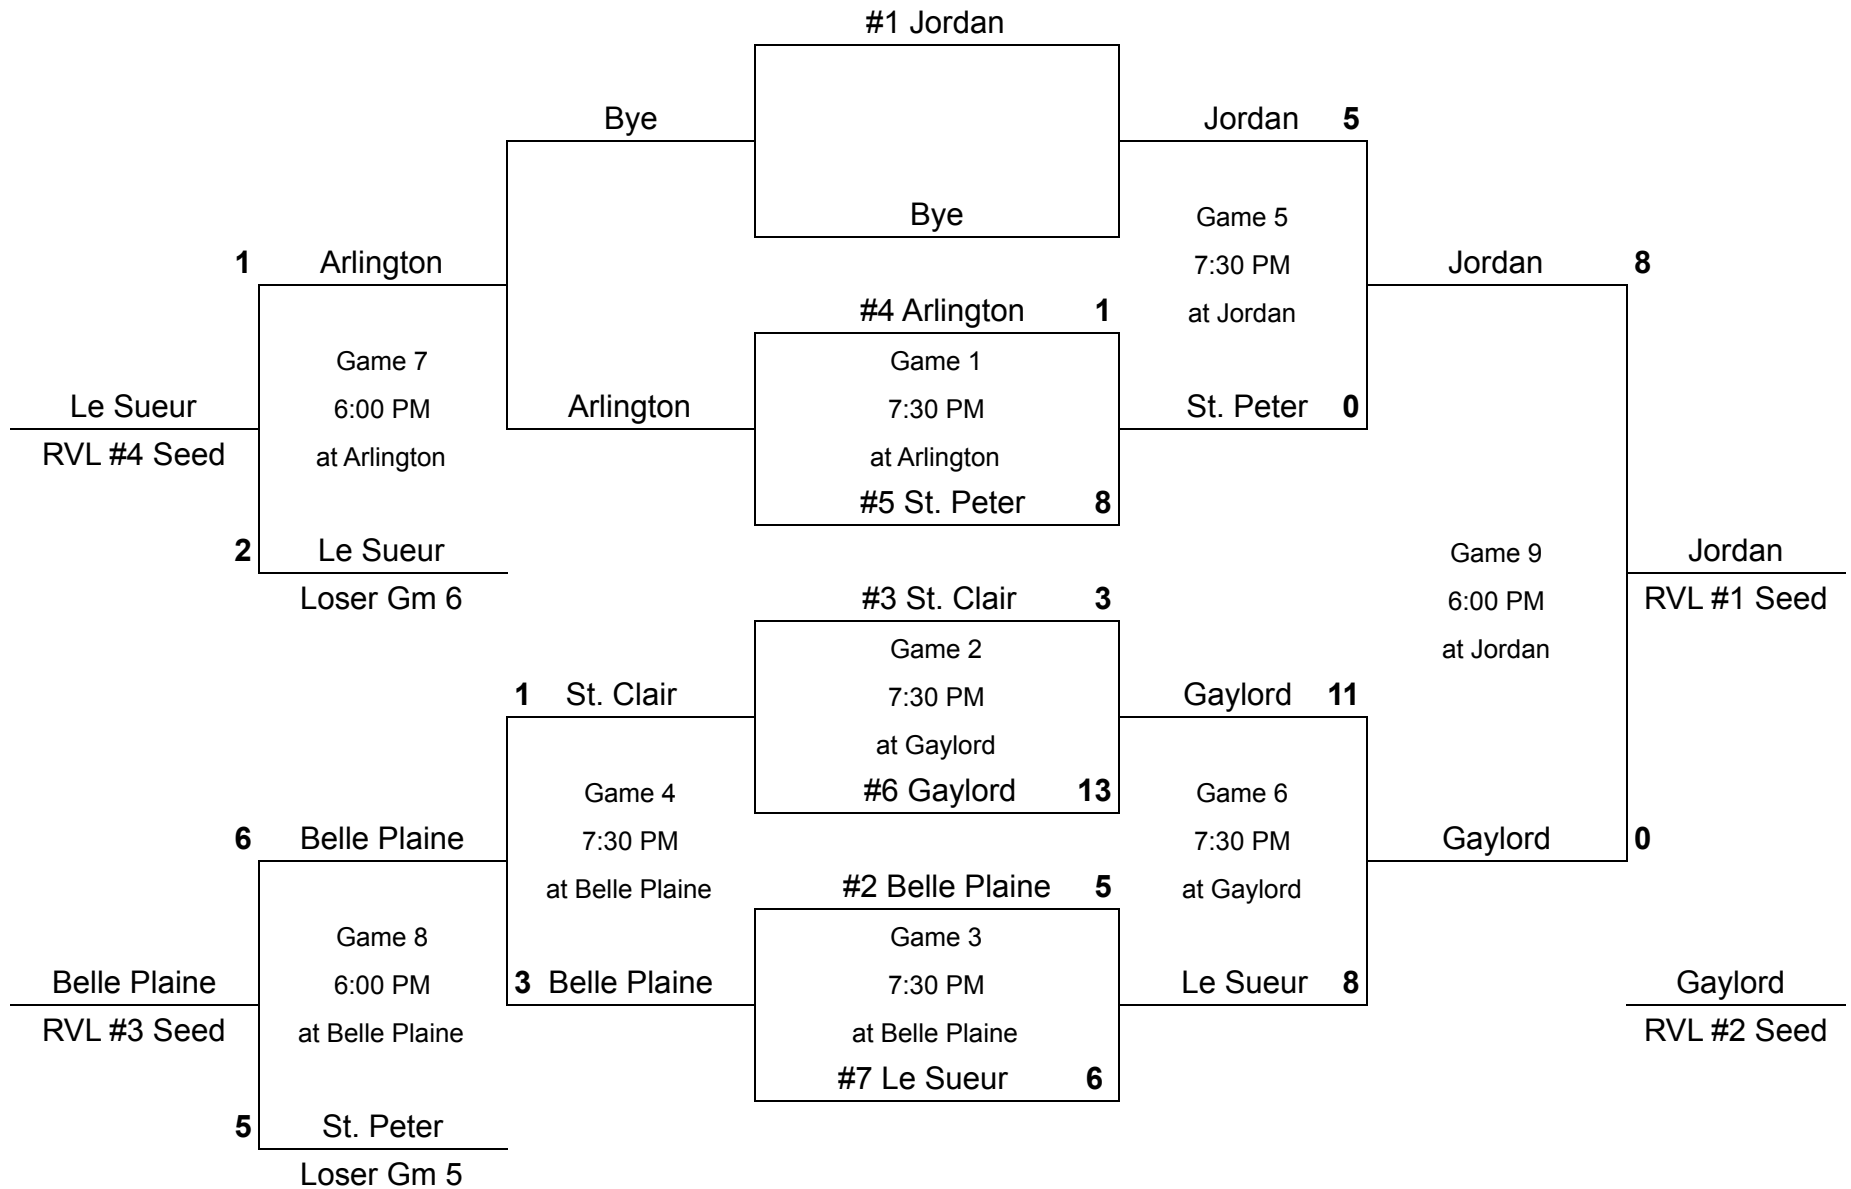 #1 Jordan
Bye
Jordan 5
Bye
Game 5
1 Arlington
7:30 PM
Jordan 8
#4 Arlington 1
at Jordan
Game 7
Game 1
Le Sueur
6:00 PM
Arlington
7:30 PM
St. Peter 0
RVL #4 Seed
at Arlington
at Arlington
#5 St. Peter 8
2 Le Sueur
Game 9
Jordan
Loser Gm 6
#3 St. Clair 3
6:00 PM
RVL #1 Seed
Game 2
at Jordan
1 St. Clair
7:30 PM
Gaylord 11
at Gaylord
Game 4
#6 Gaylord 13
Game 6
6 Belle Plaine
7:30 PM
7:30 PM
Gaylord 0
at Belle Plaine
#2 Belle Plaine 5
at Gaylord
Game 8
Game 3
Belle Plaine
6:00 PM
3 Belle Plaine
7:30 PM
Le Sueur 8
Gaylord
RVL #3 Seed
at Belle Plaine
at Belle Plaine
RVL #2 Seed
#7 Le Sueur 6
5 St. Peter
Loser Gm 5